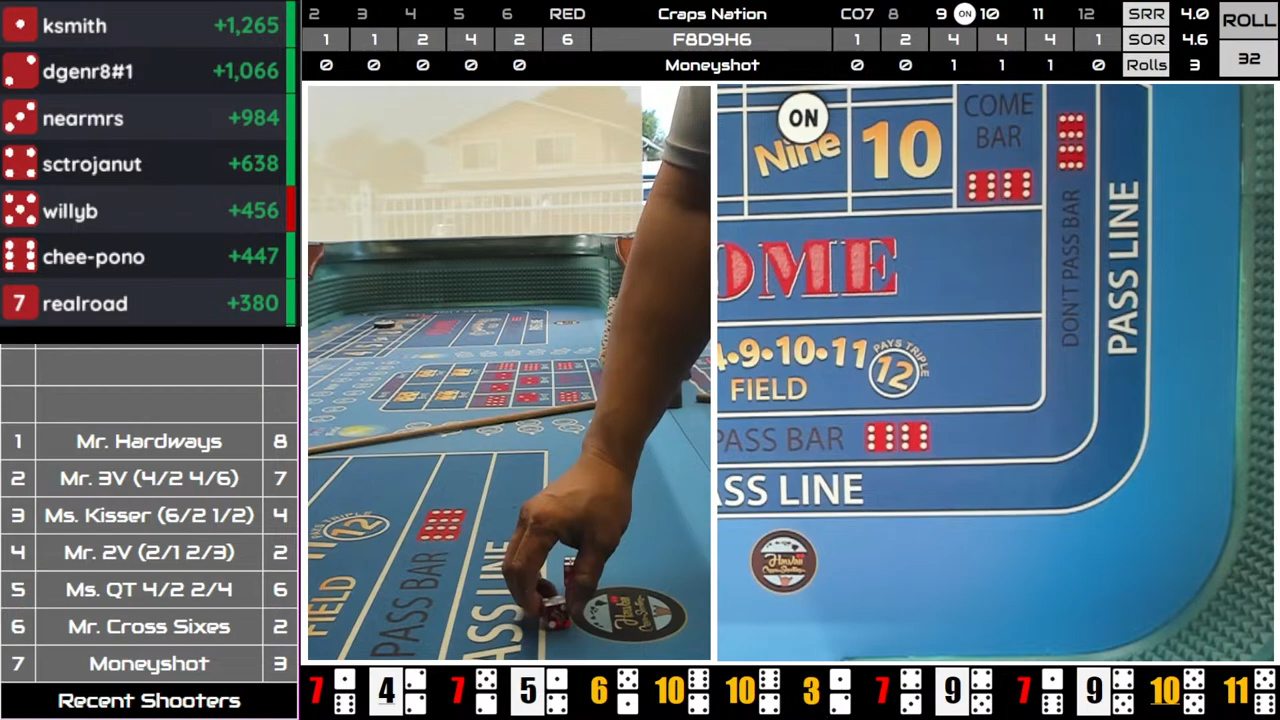 ksmith +1,265
dgenr8#1 +1,066
nearmrs +984
sctrojanut +638
willyb +456
chee-pono +447
7 realroad +380
1 Mr. Hardways 8
2 Mr. 3V (4/2 4/6) 7
3 Ms. Kisser (6/2 1/2) 4
4 Mr. 2V (2/1 2/3) 2
5 Ms. QT 4/2 2/4 6
6 Mr. Cross Sixes 2
7 Moneyshot 3
Recent Shooters
2 3 4 5 6 RED Craps Nation CO7 8 9 ON 10 11 12 SRR 4.0 ROLL
1 1 2 4 2 6 F8D9H6 1 2 4 4 4 1 SOR 4.6 32
0 0 0 0 0 Moneyshot 0 0 1 1 1 0 Rolls 3
PAYS TRIPLE
12
FIELD
PASS BAR
ASS LINE
ON
Nine
10
COME
BAR
OME
DON'T PASS BAR
PASS LINE
4•9•10•11
PAYS TRIPLE
12
FIELD
PASS BAR
ASS LINE
Hawaii
7 4 7 5 6 10 10 3 7 9 7 9 10 11